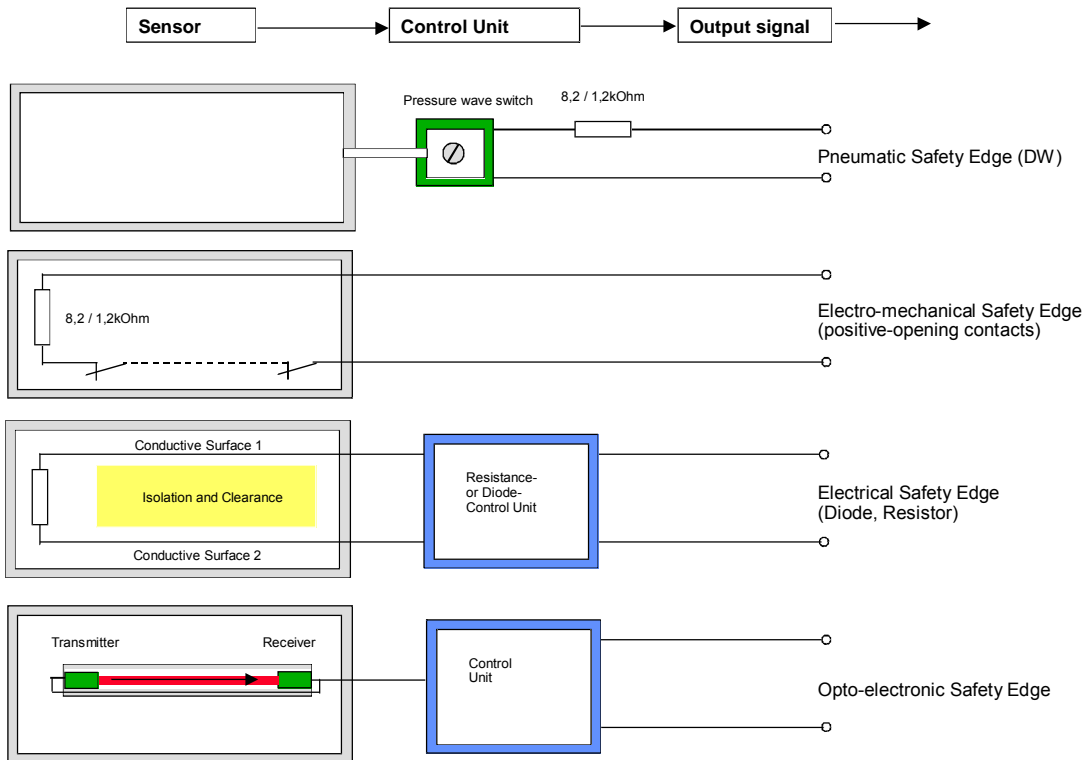 Sensor
Control Unit
Output signal
Pressure wave switch
8,2 / 1,2kOhm
Pneumatic Safety Edge (DW)
8,2 / 1,2kOhm
Electro-mechanical Safety Edge
(positive-opening contacts)
Conductive Surface 1
Isolation and Clearance
Conductive Surface 2
Resistance-
or Diode-
Control Unit
Electrical Safety Edge
(Diode, Resistor)
Transmitter
Receiver
Control
Unit
Opto-electronic Safety Edge